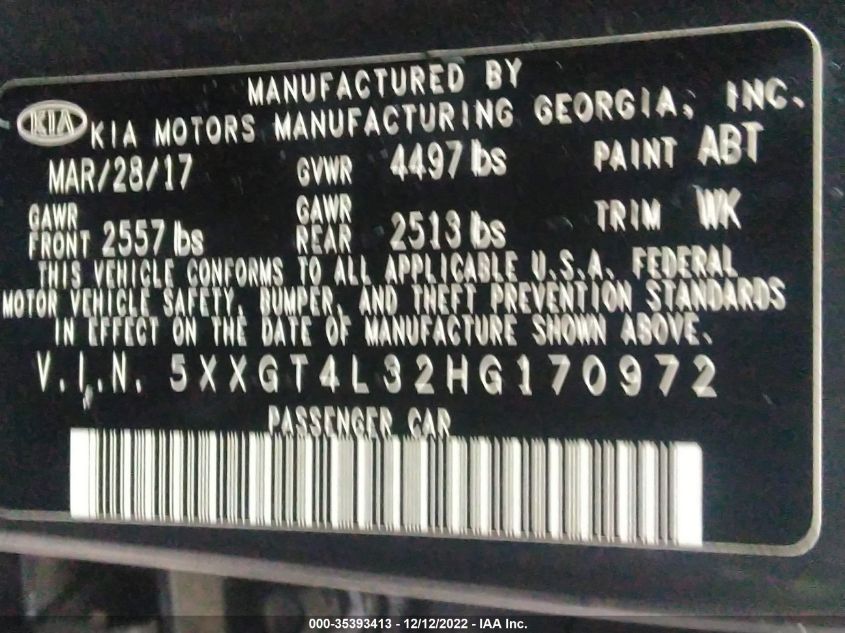 MANUFACTURED BY
KIA KIA MOTORS MANUFACTURING GEORGIA, INC.
MAR/28/17 GVWR 4497 lbs PAINT ABT
GAWR FRONT 2557 lbs GAWR REAR 2513 lbs TRIM WK
THIS VEHICLE CONFORMS TO ALL APPLICABLE U.S.A. FEDERAL
MOTOR VEHICLE SAFETY, BUMPER, AND THEFT PREVENTION STANDARDS
IN EFFECT ON THE DATE OF MANUFACTURE SHOWN ABOVE.
V.I.N. 5XXGT4L32HG170972
PASSENGER CAR
000-35393413 - 12/12/2022 - IAA Inc.